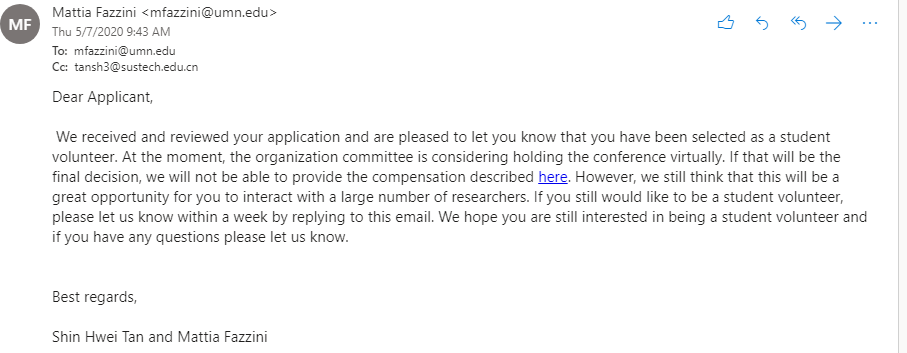 MF
Mattia Fazzini <mfazzini@umn.edu>
Thu 5/7/2020 9:43 AM
To: mfazzini@umn.edu
Cc: tansh3@sustech.edu.cn
Dear Applicant,
We received and reviewed your application and are pleased to let you know that you have been selected as a student
volunteer. At the moment, the organization committee is considering holding the conference virtually. If that will be the
final decision, we will not be able to provide the compensation described here. However, we still think that this will be a
great opportunity for you to interact with a large number of researchers. If you still would like to be a student volunteer,
please let us know within a week by replying to this email. We hope you are still interested in being a student volunteer and
if you have any questions please let us know.
Best regards,
Shin Hwei Tan and Mattia Fazzini